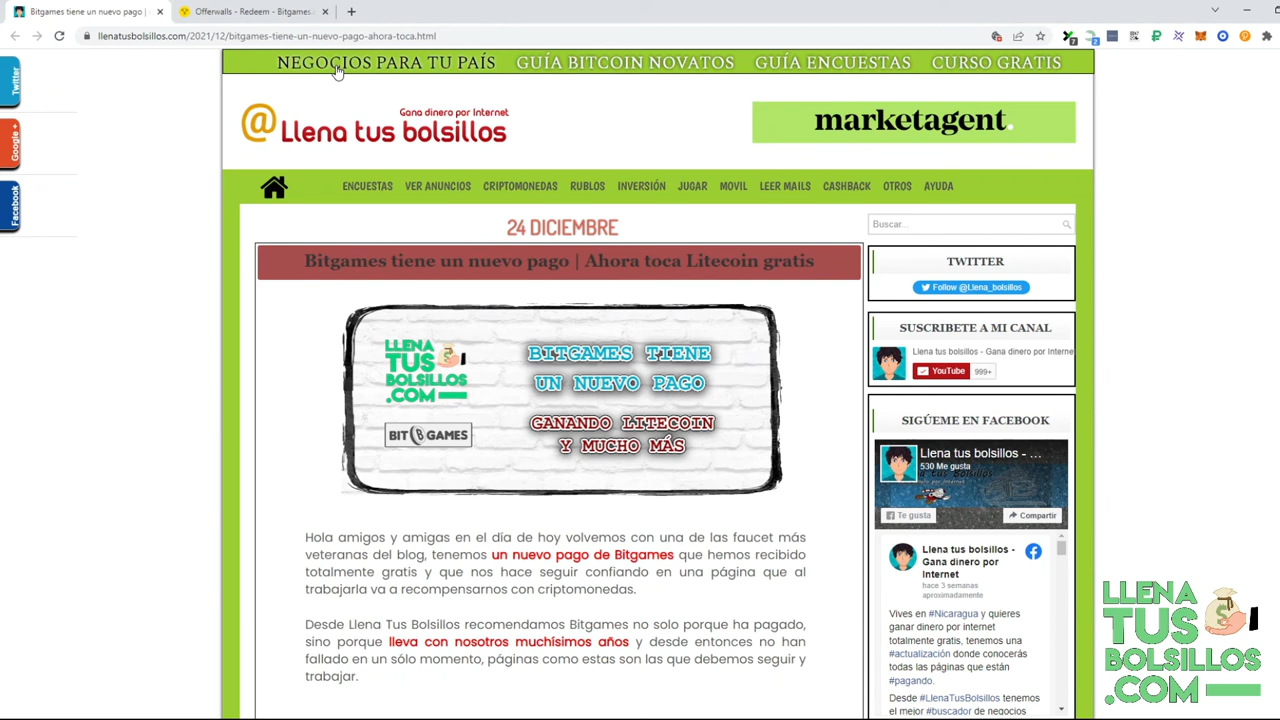 Bitgames tiene un nuevo pago |
Offerwalls - Redeem - Bitgames
llenatusbolsillos.com/2021/12/bitgames-tiene-un-nuevo-pago-ahora-toca.html
Twitter
Google +
Facebook
NEGOCIOS PARA TU PAÍS GUÍA BITCOIN NOVATOS GUÍA ENCUESTAS CURSO GRATIS
Gana dinero por Internet
@Llena tus bolsillos
marketagent.
ENCUESTAS VER ANUNCIOS CRIPTOMONEDAS RUBLOS INVERSIÓN JUGAR MOVIL LEER MAILS CASHBACK OTROS AYUDA
24 DICIEMBRE
Bitgames tiene un nuevo pago | Ahora toca Litecoin gratis
LLENA
TUS
BOLSILLOS
.COM
BIT GAMES
BITGAMES TIENE
UN NUEVO PAGO
GANANDO LITECOIN
Y MUCHO MÁS
Hola amigos y amigas en el día de hoy volvemos con una de las faucet más
veteranas del blog, tenemos un nuevo pago de Bitgames que hemos recibido
totalmente gratis y que nos hace seguir confiando en una página que al
trabajarla va a recompensarnos con criptomonedas.
Desde Llena Tus Bolsillos recomendamos Bitgames no solo porque ha pagado,
sino porque lleva con nosotros muchísimos años y desde entonces no han
fallado en un sólo momento, páginas como estas son las que debemos seguir y
trabajar.
Buscar...
TWITTER
Follow @Llena_bolsillos
SUSCRIBETE A MI CANAL
Llena tus bolsillos - Gana dinero por Interne
YouTube 999+
SIGÚEME EN FACEBOOK
Llena tus bolsillos - ...
530 Me gusta
Te gusta
Compartir
Llena tus bolsillos -
Gana dinero por
Internet
hace 3 semanas
aproximadamente
Vives en #Nicaragua y quieres
ganar dinero por internet
totalmente gratis, tenemos una
#actualización donde conocerás
todas las páginas que están
#pagando.
Desde #LlenaTusBolsillos tenemos
el mejor #buscador de negocios
LLENA
TUS
BOLSILLOS
.COM